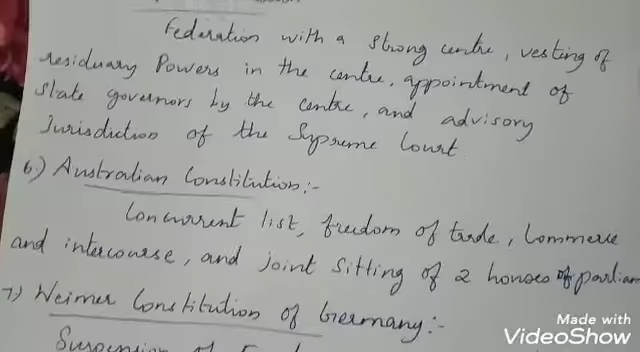 Federation with a strong centre, vesting of
residuary Powers in the centre, appointment of
state governors by the centre, and advisory
Jurisdiction of the Supreme Court
6) Australian Constitution:-
Concurrent list, freedom of trade, Commerce
and intercourse, and joint sitting of 2 houses of parliam
7) Weimer Constitution of Germany:-
Suspension of
Made with
VideoShow